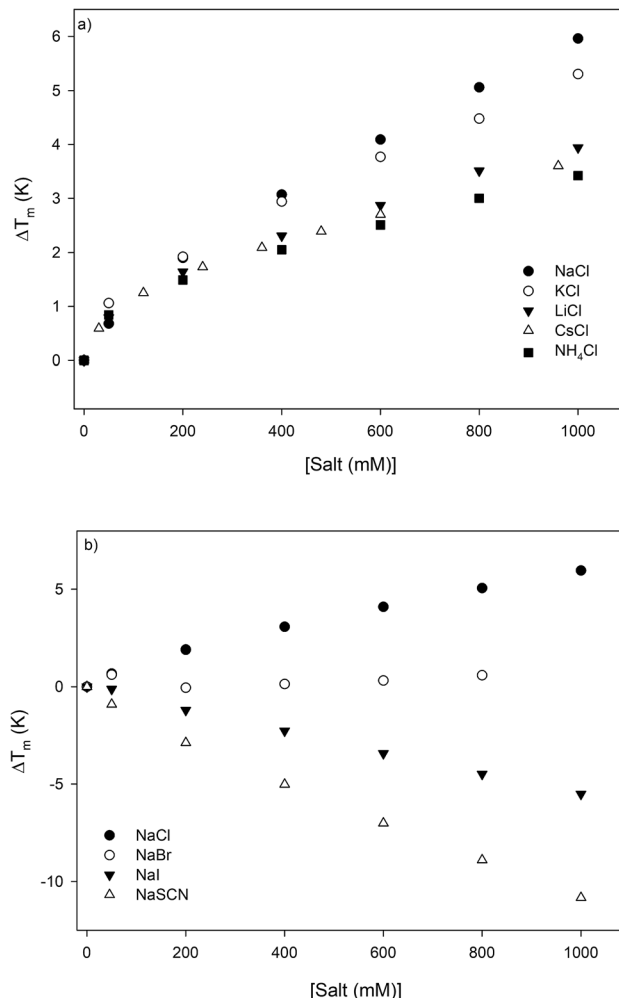 a)
6
5
4
3
2
1
0
ΔTm (K)
NaCl
KCl
LiCl
CsCl
NH4Cl
0 200 400 600 800 1000
[Salt (mM)]
b)
5
0
-5
-10
ΔTm (K)
NaCl
NaBr
NaI
NaSCN
0 200 400 600 800 1000
[Salt (mM)]